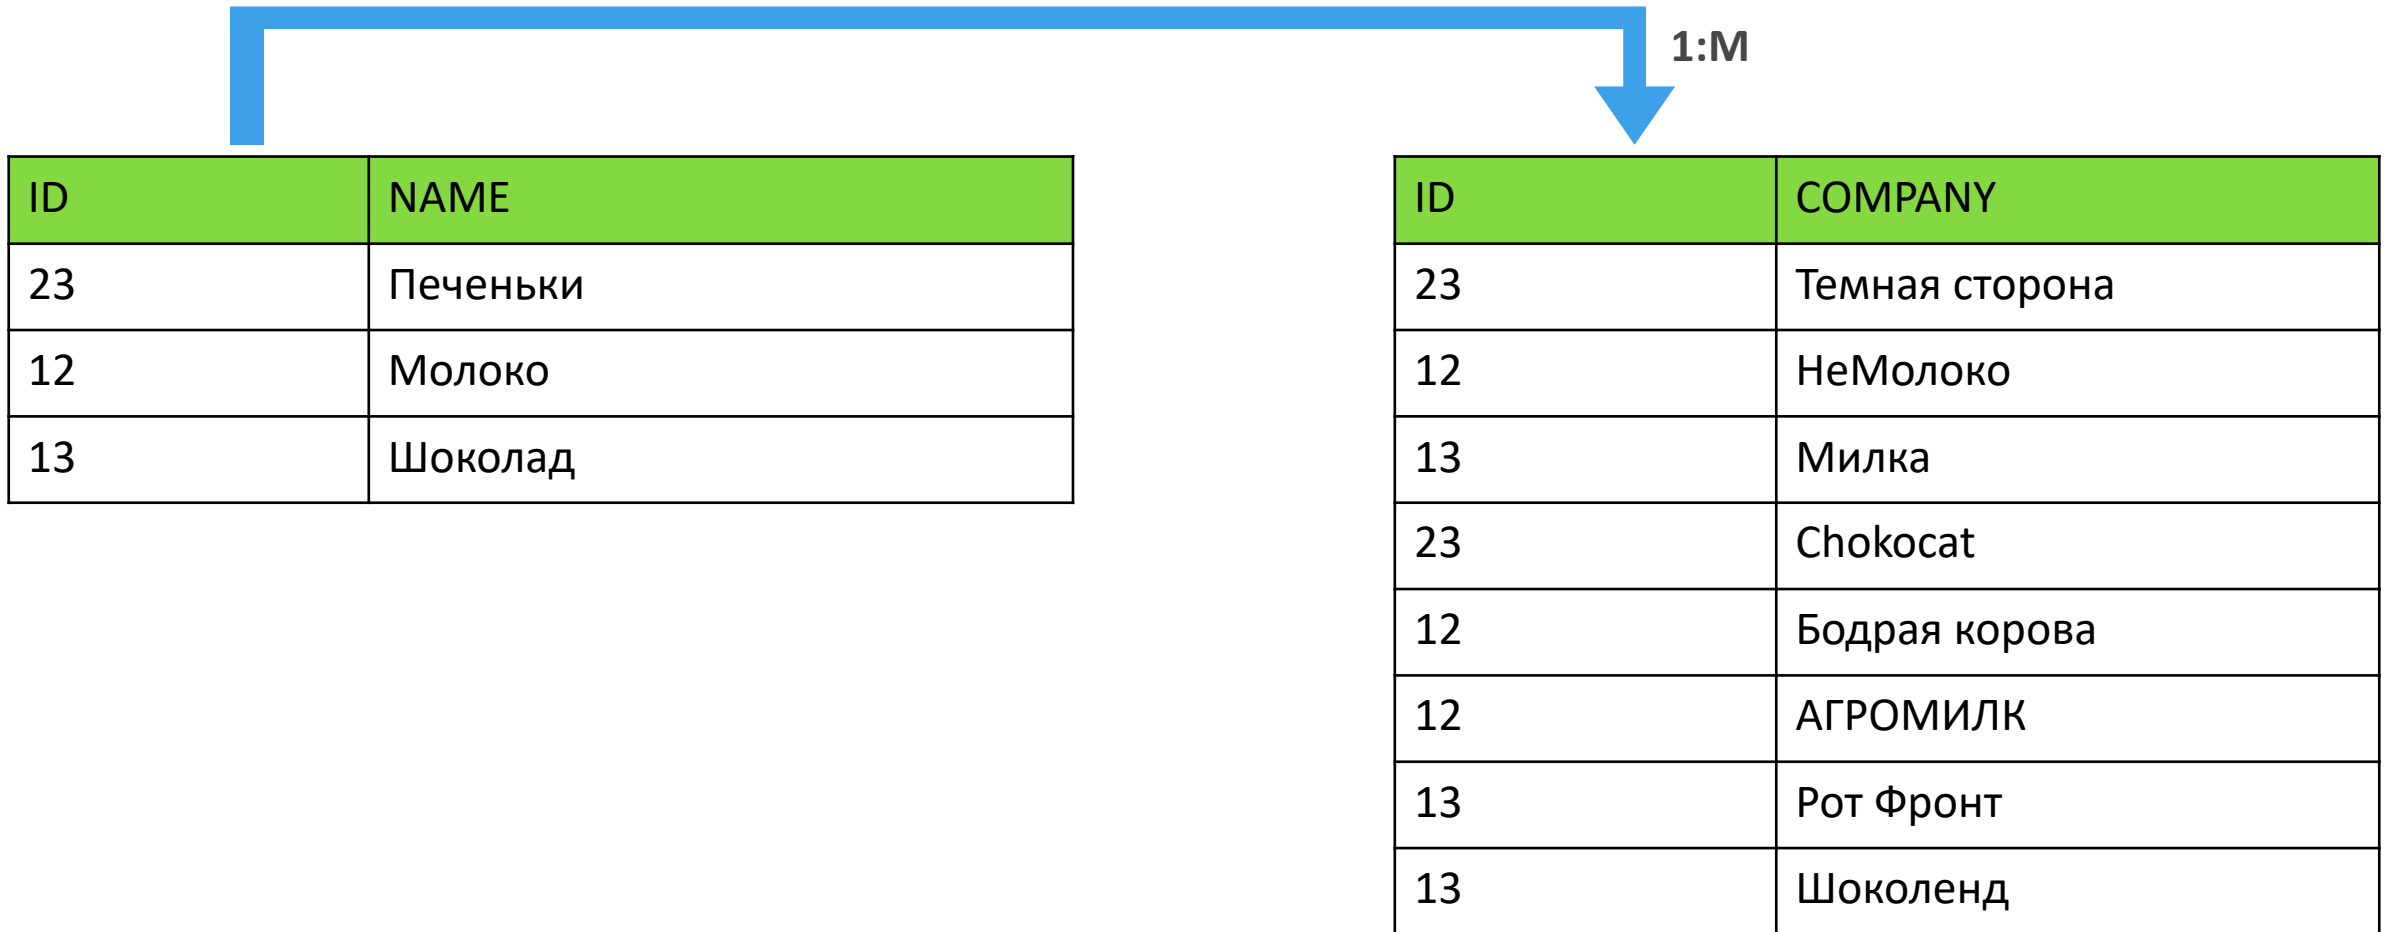 1:M
ID NAME
23 Печеньки
12 Молоко
13 Шоколад
ID COMPANY
23 Темная сторона
12 НеМолоко
13 Милка
23 Chokocat
12 Бодрая корова
12 АГРОМИЛК
13 Рот Фронт
13 Шоколенд